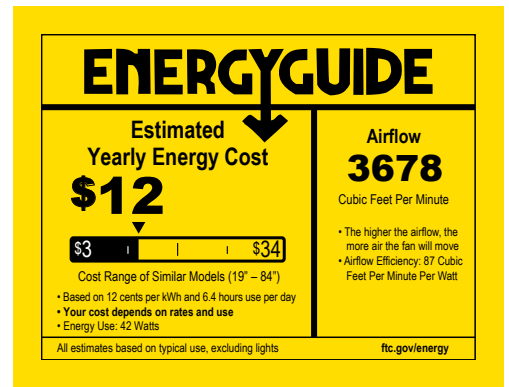 ENERGYGUIDE
Estimated
Yearly Energy Cost
$12
$3 $34
Cost Range of Similar Models (19” – 84”)
• Based on 12 cents per kWh and 6.4 hours use per day
• Your cost depends on rates and use
• Energy Use: 42 Watts
Airflow
3678
Cubic Feet Per Minute
• The higher the airflow, the
more air the fan will move
• Airflow Efficiency: 87 Cubic
Feet Per Minute Per Watt
All estimates based on typical use, excluding lights
ftc.gov/energy